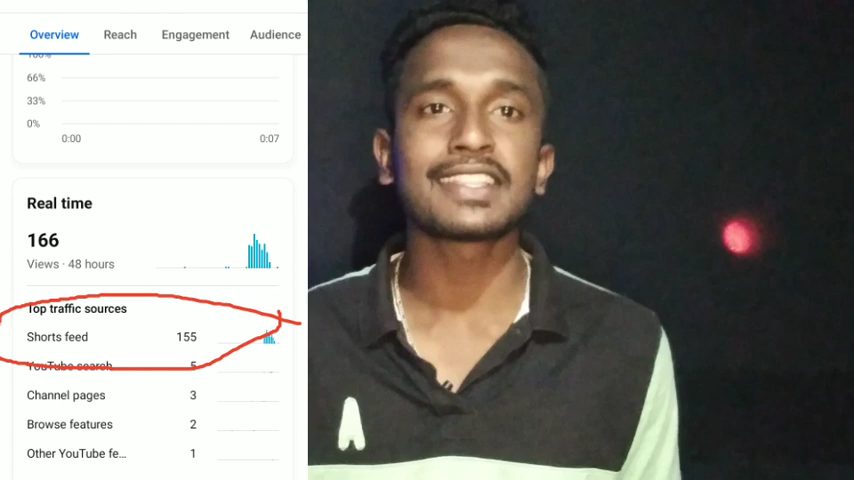 Overview Reach Engagement Audience
100%
66%
33%
0%
0:00 0:07
Real time
166
Views · 48 hours
Top traffic sources
Shorts feed 155
YouTube search 5
Channel pages 3
Browse features 2
Other YouTube fe… 1
A